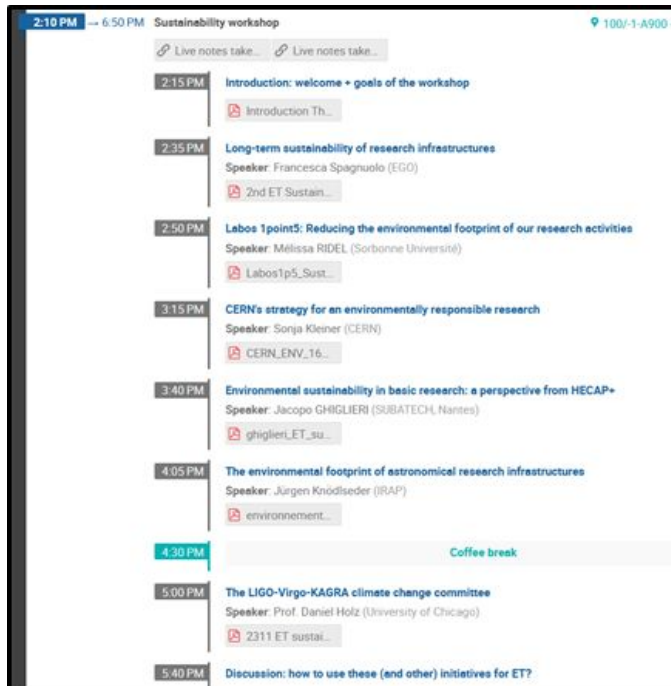 2:10 PM → 6:50 PM Sustainability workshop 100/-1-A900
Live notes take... Live notes take...
2:15 PM Introduction: welcome + goals of the workshop
Introduction Th...
2:35 PM Long-term sustainability of research infrastructures
Speaker: Francesca Spagnuolo (EGO)
2nd ET Sustain...
2:50 PM Labos 1point5: Reducing the environmental footprint of our research activities
Speaker: Mélissa RIDEL (Sorbonne Université)
Labos1p5_Sust...
3:15 PM CERN's strategy for an environmentally responsible research
Speaker: Sonja Kleiner (CERN)
CERN_ENV_16...
3:40 PM Environmental sustainability in basic research: a perspective from HECAP+
Speaker: Jacopo GHIGLIERI (SUBATECH, Nantes)
ghiglieri_ET_su...
4:05 PM The environmental footprint of astronomical research infrastructures
Speaker: Jürgen Knödlseder (IRAP)
environnement...
4:30 PM Coffee break
5:00 PM The LIGO-Virgo-KAGRA climate change committee
Speaker: Prof. Daniel Holz (University of Chicago)
2311 ET sustai...
5:40 PM Discussion: how to use these (and other) initiatives for ET?